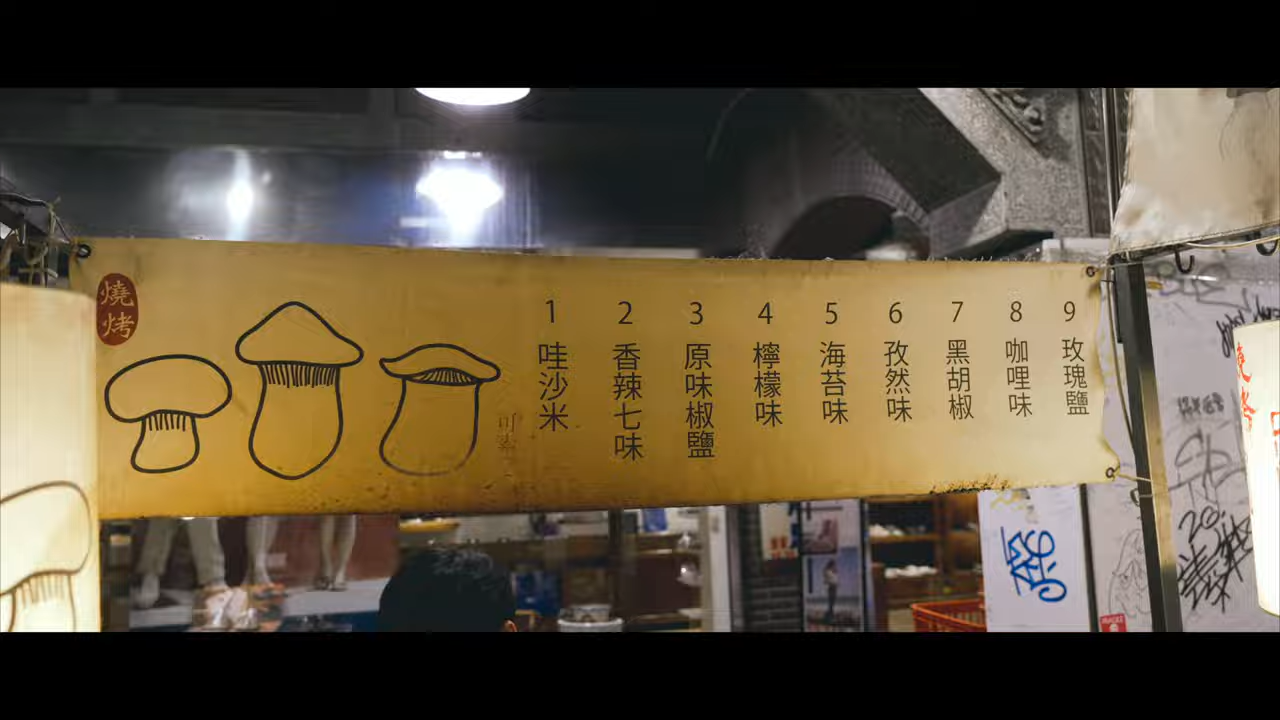 燒烤
1 哇沙米
2 香辣七味
3 原味椒鹽
4 檸檬味
5 海苔味
6 孜然味
7 黑胡椒
8 咖哩味
9 玫瑰鹽